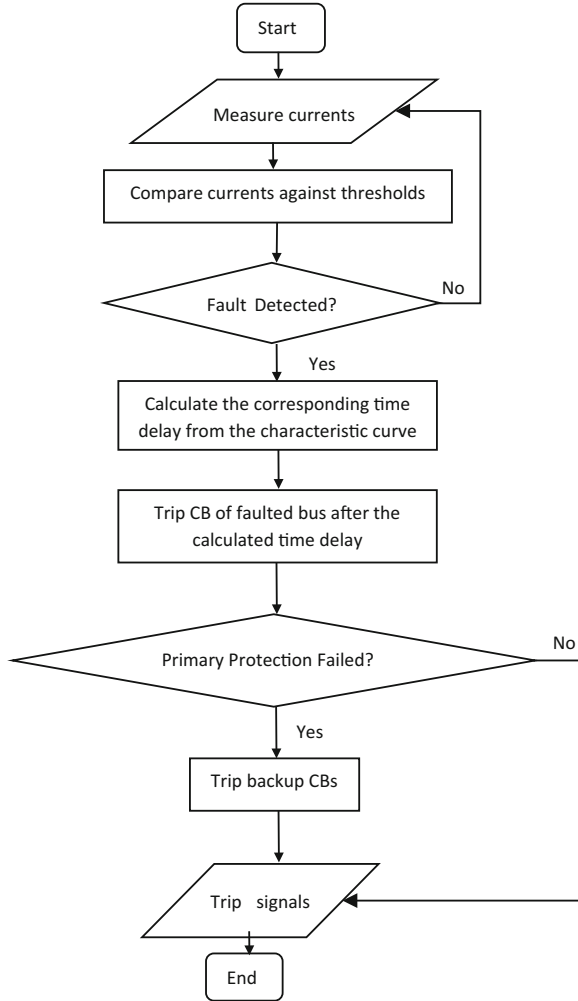 Start
Measure currents
Compare currents against thresholds
Fault Detected?
No
Yes
Calculate the corresponding time
delay from the characteristic curve
Trip CB of faulted bus after the
calculated time delay
Primary Protection Failed?
No
Yes
Trip backup CBs
Trip signals
End